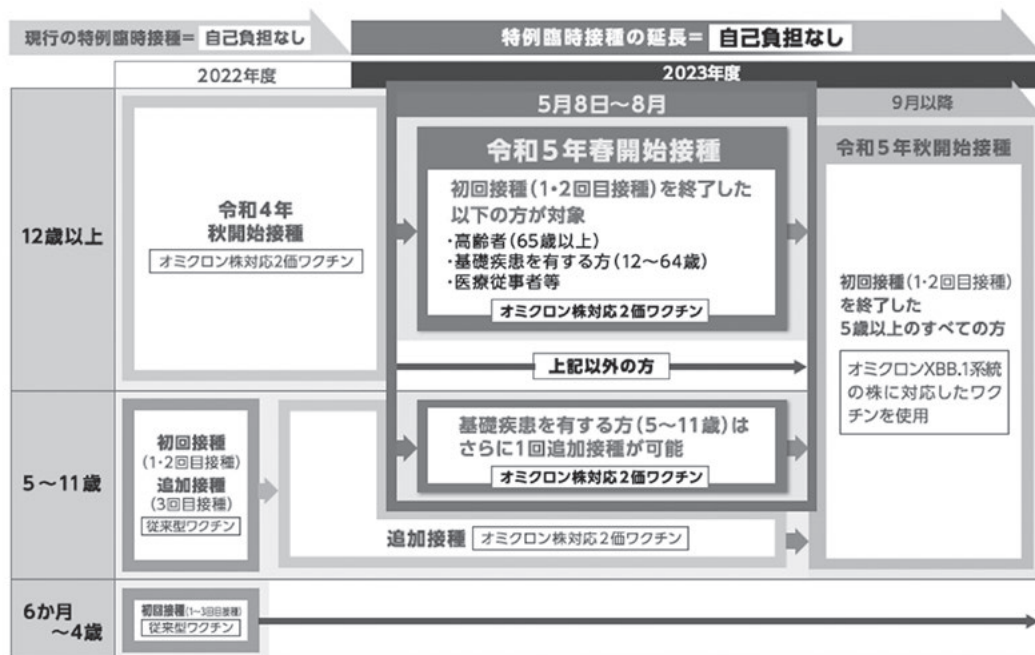 現行の特例臨時接種= 自己負担なし
特例臨時接種の延長= 自己負担なし
2022年度
2023年度
5月8日～8月
9月以降
12歳以上
令和4年
秋開始接種
オミクロン株対応2価ワクチン
令和5年春開始接種
初回接種(1・2回目接種)を終了した
以下の方が対象
・高齢者(65歳以上)
・基礎疾患を有する方(12～64歳)
・医療従事者等
オミクロン株対応2価ワクチン
上記以外の方
令和5年秋開始接種
初回接種(1・2回目接種)
を終了した
5歳以上のすべての方
オミクロンXBB.1系統
の株に対応したワク
チンを使用
5～11歳
初回接種
(1・2回目接種)
追加接種
(3回目接種)
従来型ワクチン
基礎疾患を有する方(5～11歳)は
さらに1回追加接種が可能
オミクロン株対応2価ワクチン
追加接種 オミクロン株対応2価ワクチン
6か月
～4歳
初回接種(1～3回目接種)
従来型ワクチン